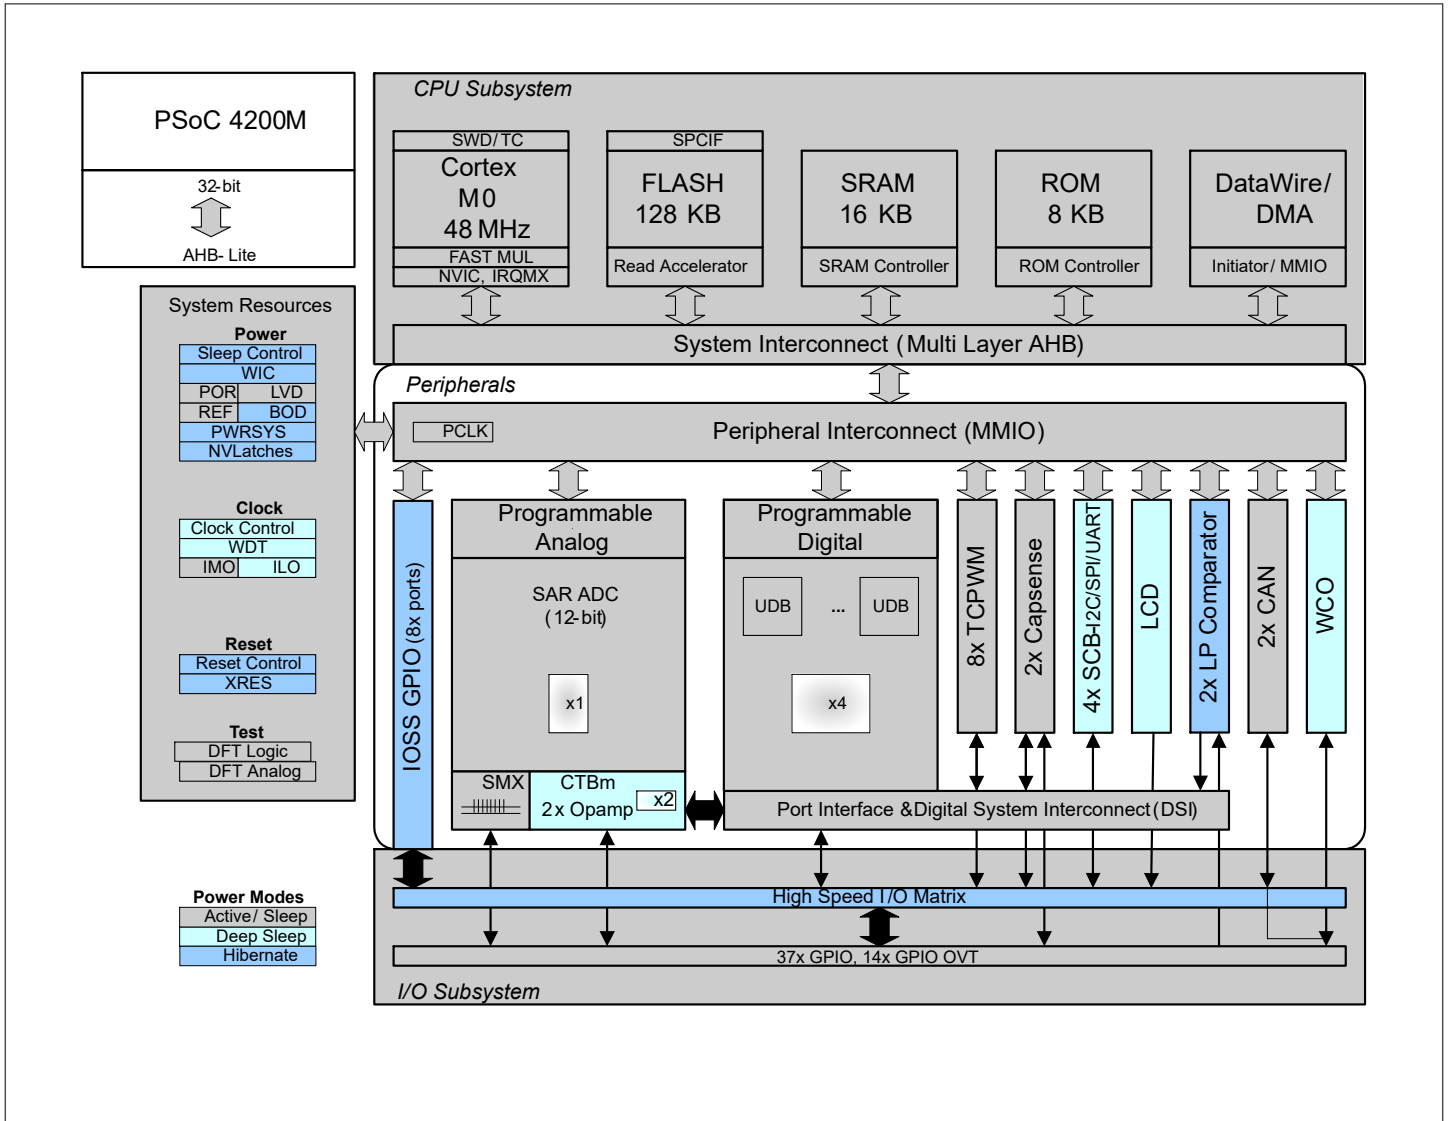 PSoC 4200M
32-bit
AHB- Lite
CPU Subsystem
SWD/ TC
Cortex
M0
48 MHz
FAST MUL
NVIC, IRQMX
SPCIF
FLASH
128 KB
Read Accelerator
SRAM
16 KB
SRAM Controller
ROM
8 KB
ROM Controller
DataWire/
DMA
Initiator/ MMIO
System Interconnect (Multi Layer AHB)
System Resources
Power
Sleep Control
WIC
POR LVD
REF BOD
PWRSYS
NVLatches
Clock
Clock Control
WDT
IMO ILO
Reset
Reset Control
XRES
Test
DFT Logic
DFT Analog
Peripherals
PCLK
Peripheral Interconnect (MMIO)
IOSS GPIO (8x ports)
Programmable
Analog
SAR ADC
(12-bit)
x1
SMX
CTBm
2x Opamp
x2
Programmable
Digital
UDB ... UDB
x4
8x TCPWM
2x Capsense
4x SCB-I2C/SPI/UART
LCD
2x LP Comparator
2x CAN
WCO
Port Interface &Digital System Interconnect (DSI)
High Speed I/O Matrix
37x GPIO, 14x GPIO OVT
I/O Subsystem
Power Modes
Active/ Sleep
Deep Sleep
Hibernate